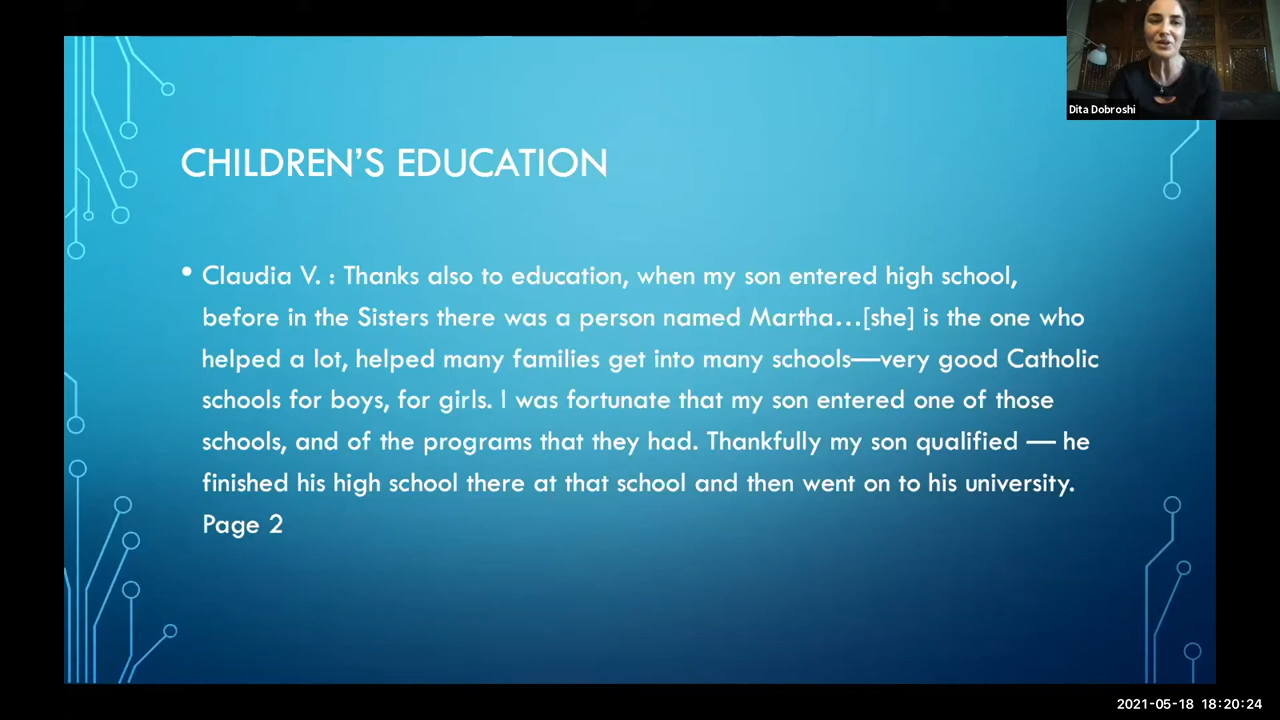 Dita Dobroshi
CHILDREN'S EDUCATION
• Claudia V. : Thanks also to education, when my son entered high school,
before in the Sisters there was a person named Martha…[she] is the one who
helped a lot, helped many families get into many schools—very good Catholic
schools for boys, for girls. I was fortunate that my son entered one of those
schools, and of the programs that they had. Thankfully my son qualified — he
finished his high school there at that school and then went on to his university.
Page 2
2021-05-18 18:20:24